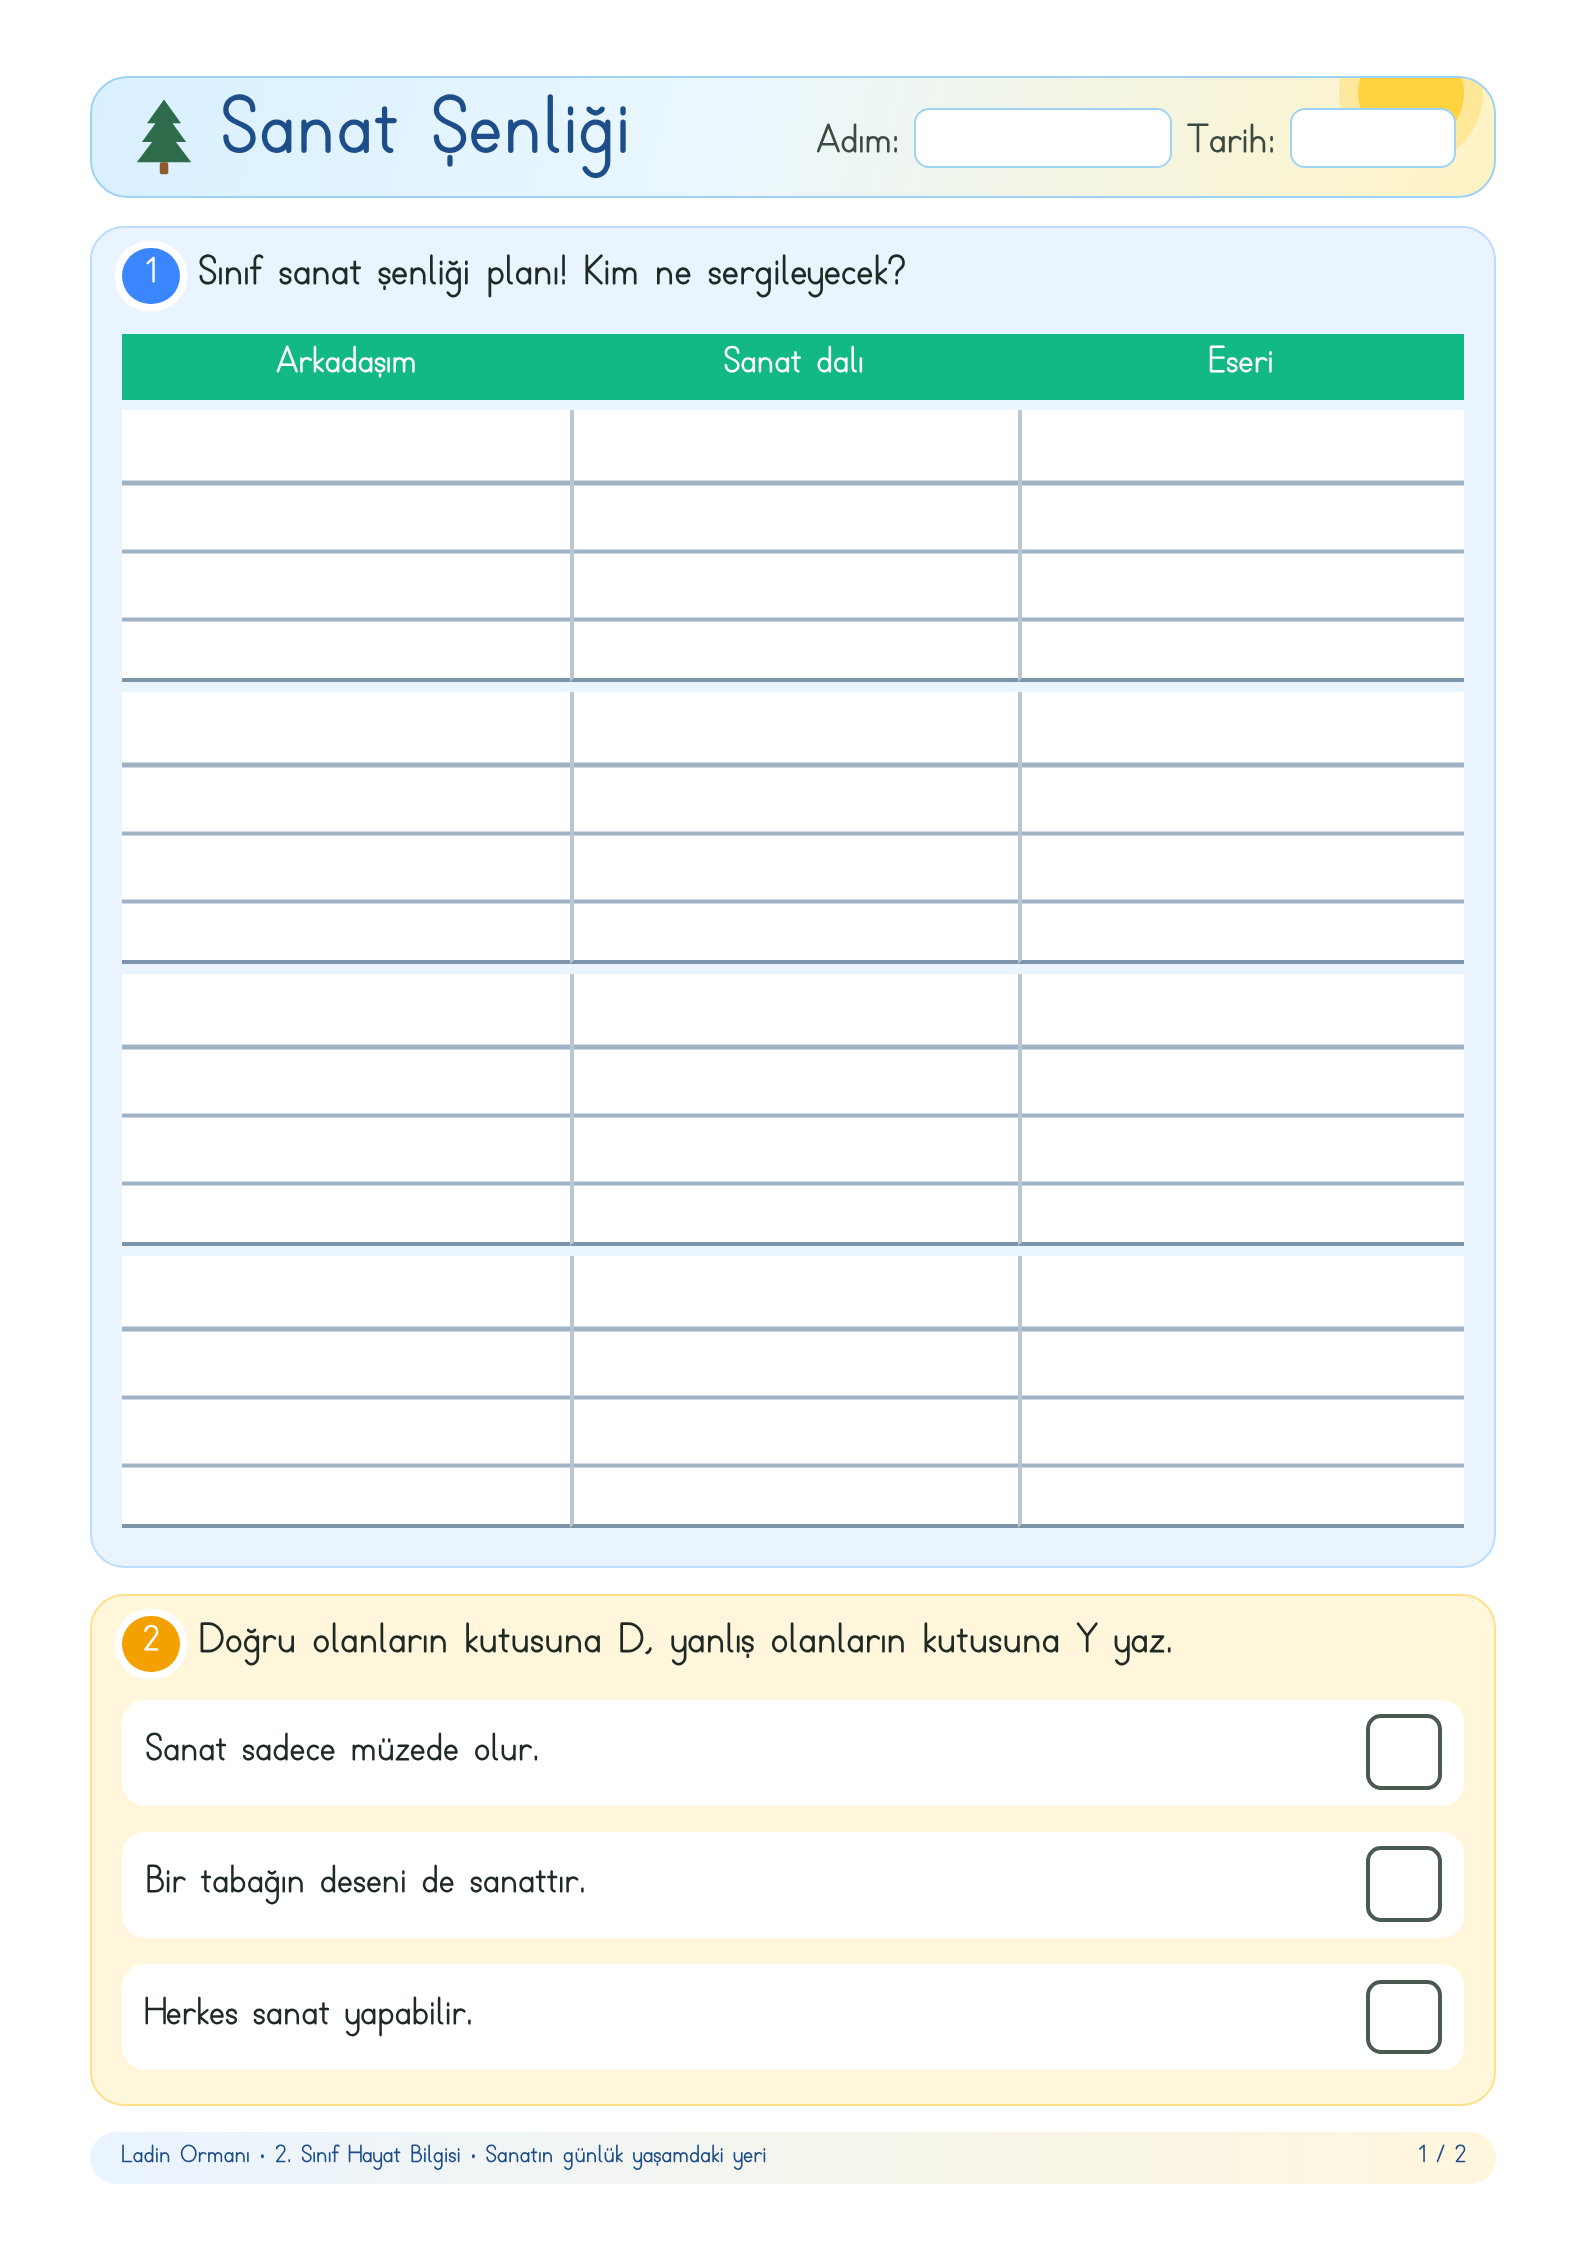 Sanat Şenliği
Adım:
Tarih:
1 Sınıf sanat şenliği planı! Kim ne sergileyecek?
Arkadaşım Sanat dalı Eseri
2 Doğru olanların kutusuna D, yanlış olanların kutusuna Y yaz.
Sanat sadece müzede olur.
Bir tabağın deseni de sanattır.
Herkes sanat yapabilir.
Ladin Ormanı • 2. Sınıf Hayat Bilgisi • Sanatın günlük yaşamdaki yeri 1 / 2